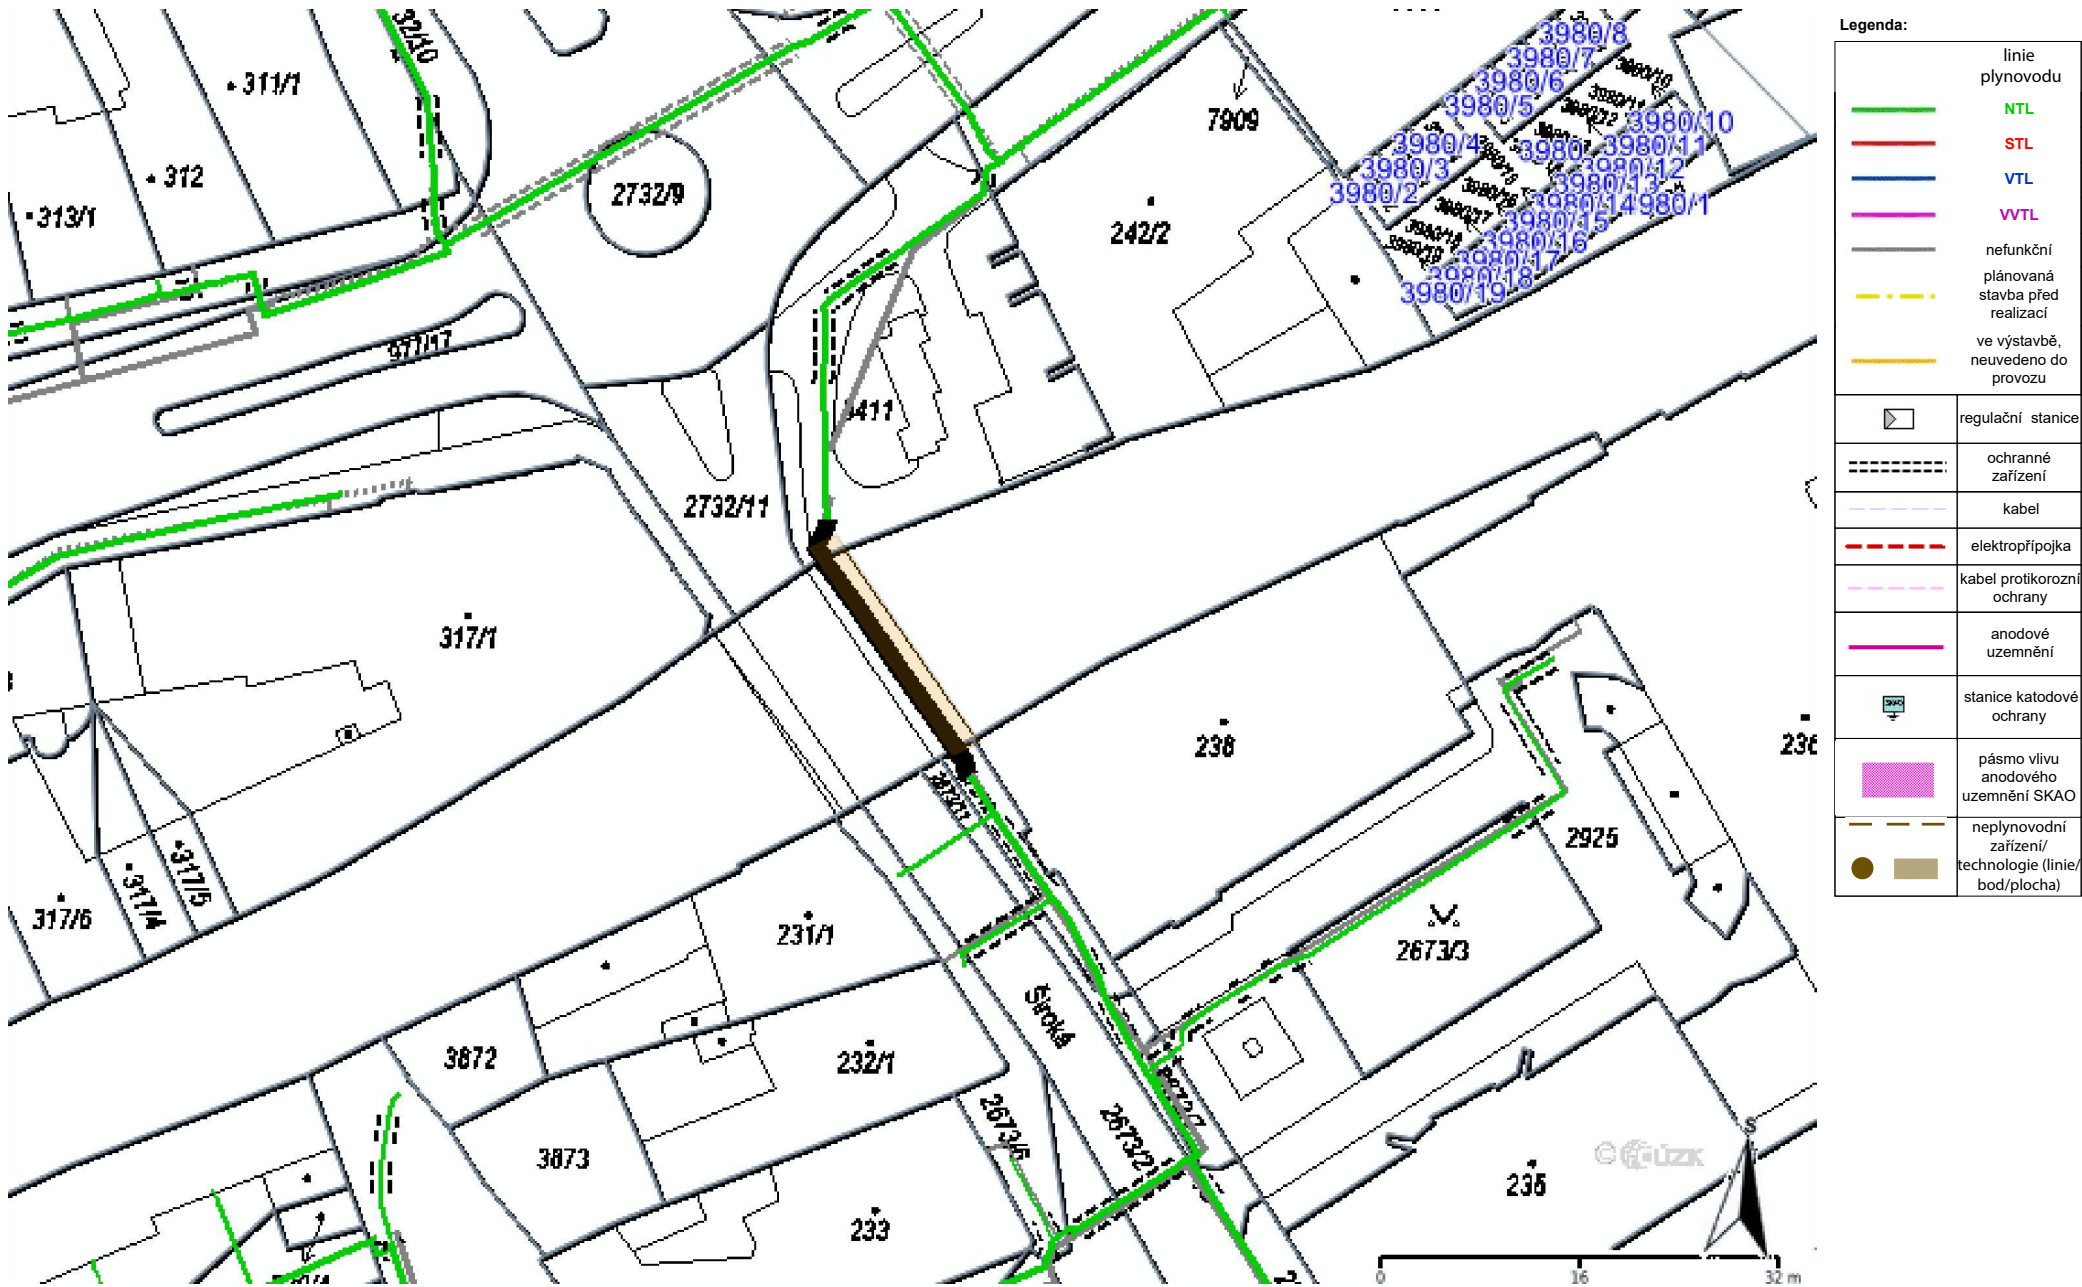 32/10
311/1
312
313/1
2732/9
7909
242/2
3980/8
3980/7
3980/6
3980/5
3980/4
3980/3
3980/2
3980/10
3980/11
3980
3980/12
3980/13
3980/14
980/1
3980/15
3980/16
3980/17
3980/18
3980/19
977/17
411
2732/11
317/1
238
317/6
317/4
317/5
231/1
2925
2673/3
Široká
3872
232/1
3873
2673/2
233
235
© ČÚZK
S
0 16 32 m
Legenda:
linie
plynovodu
NTL
STL
VTL
VVTL
nefunkční
plánovaná
stavba před
realizací
ve výstavbě,
neuvedeno do
provozu
regulační stanice
ochranné
zařízení
kabel
elektropřípojka
kabel protikorozní
ochrany
anodové
uzemnění
SKAO
stanice katodové
ochrany
pásmo vlivu
anodového
uzemnění SKAO
neplynovodní
zařízení/
technologie (linie/
bod/plocha)